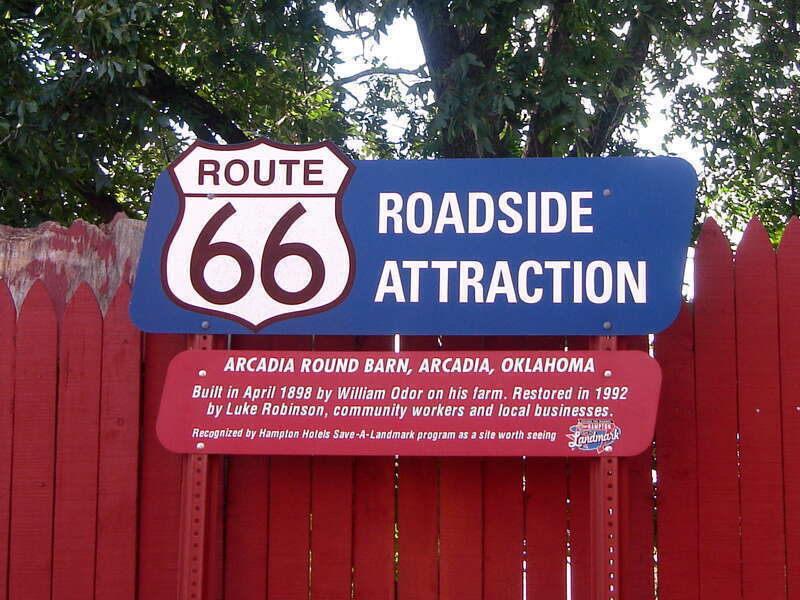 ROUTE
66
ROADSIDE
ATTRACTION
ARCADIA ROUND BARN, ARCADIA, OKLAHOMA
Built in April 1898 by William Odor on his farm. Restored in 1992
by Luke Robinson, community workers and local businesses.
Recognized by Hampton Hotels Save-A-Landmark program as a site worth seeing
HAMPTON
Landmark